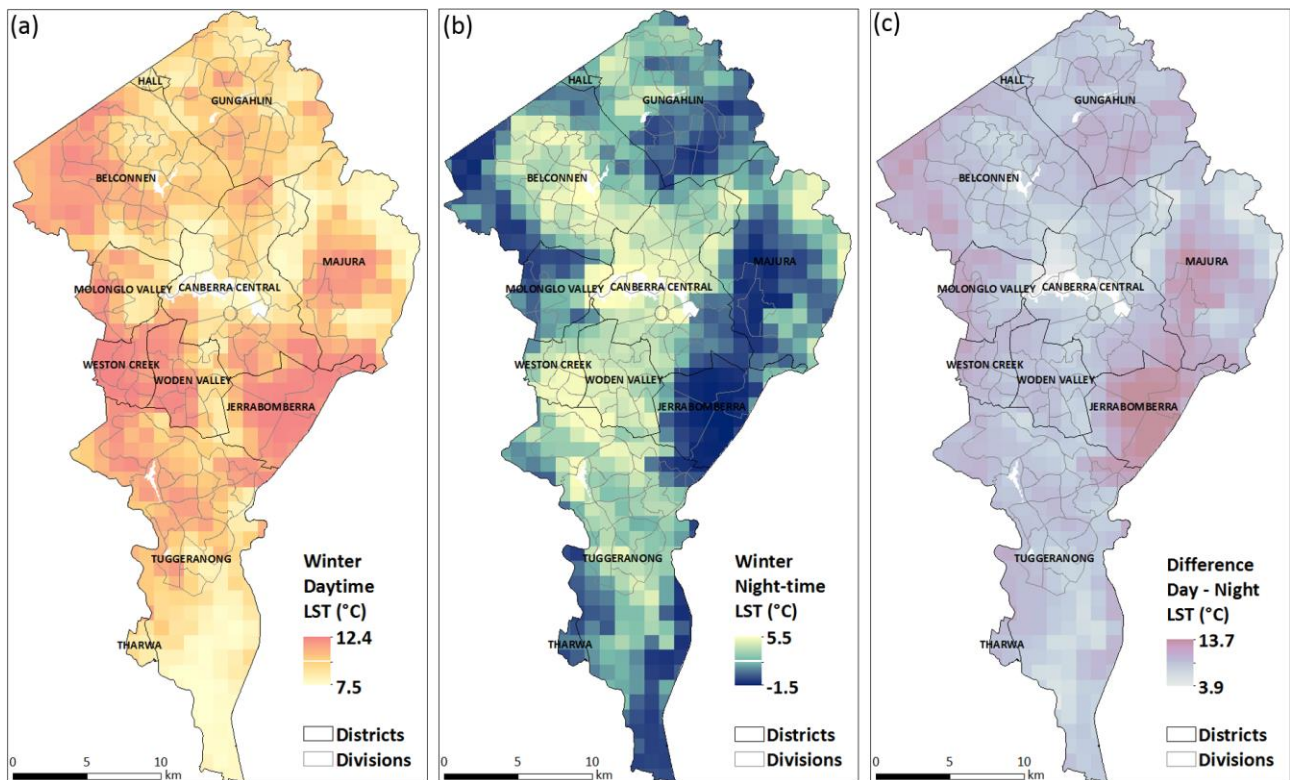 (a)
HALL
GUNGAHLIN
BELCONNEN
MAJURA
MOLONGLO VALLEY
CANBERRA CENTRAL
WESTON CREEK
WODEN VALLEY
JERRABOMBERRA
TUGGERANONG
THARWA
Winter
Daytime
LST (°C)
12.4
7.5
Districts
Divisions
0 5 10
km
(b)
HALL
GUNGAHLIN
BELCONNEN
MAJURA
MOLONGLO VALLEY
CANBERRA CENTRAL
WESTON CREEK
WODEN VALLEY
JERRABOMBERRA
TUGGERANONG
THARWA
Winter
Night-time
LST (°C)
5.5
-1.5
Districts
Divisions
0 5 10
km
(c)
HALL
GUNGAHLIN
BELCONNEN
MAJURA
MOLONGLO VALLEY
CANBERRA CENTRAL
WESTON CREEK
WODEN VALLEY
JERRABOMBERRA
TUGGERANONG
THARWA
Difference
Day - Night
LST (°C)
13.7
3.9
Districts
Divisions
0 5 10
km